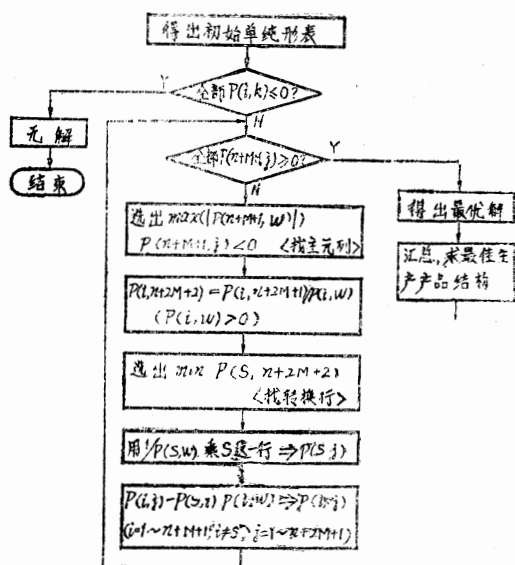 得出初始单纯形表
Y
全部P(i,k)≤0?
N
无解
全部P(n+M+1,j)≥0?
Y
结束
N
得出最优解
选出max(|P(n+M+1,W)|)
P(n+M+1,j)<0 <找主元列>
汇总,求最佳生
产产品结构
P(i,n+2M+2)=P(i,n+2M+1)/P(i,W)
(P(i,W)>0)
选出min P(S,n+2M+2)
<找转换行>
用1/P(S,W)乘S这一行⇒P(S,j)
P(i,j)-P(S,j)P(i,W)⇒P(i,j)
(i=1~n+M+1,i≠S,j=1~n+2M+1)